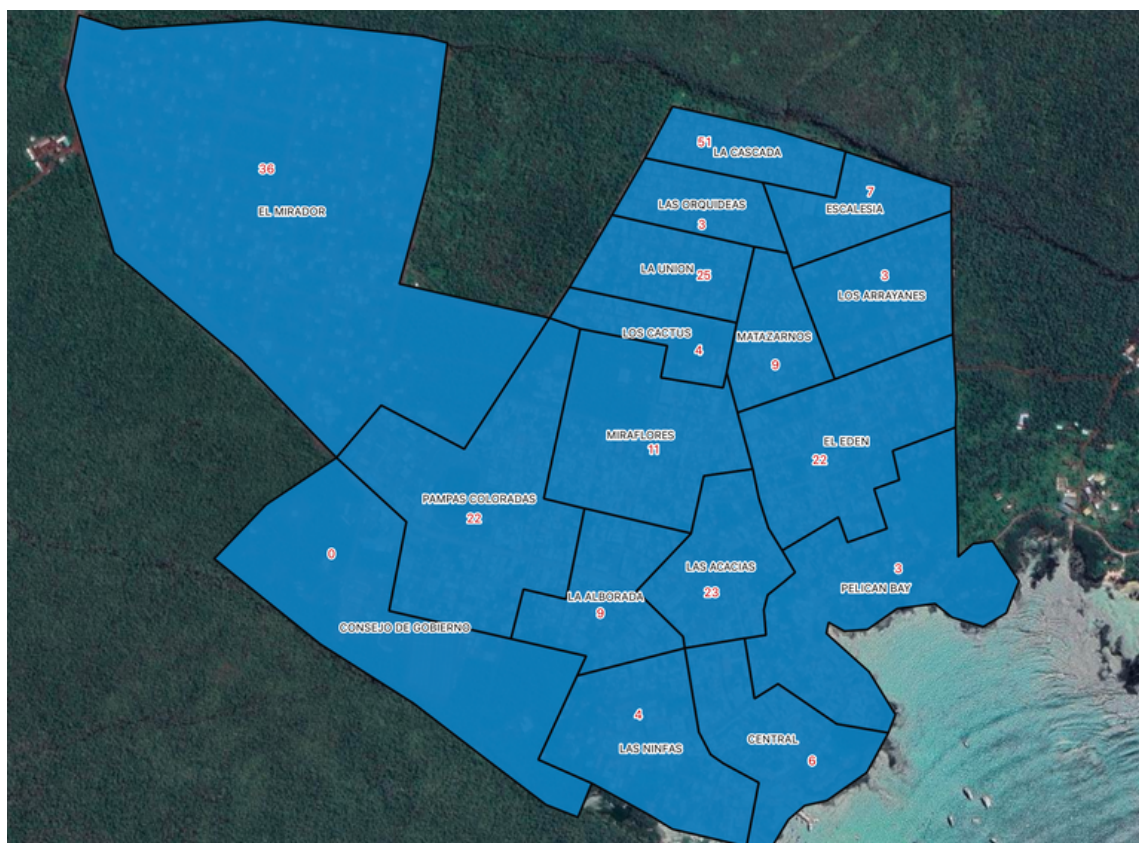 51
LA CASCADA
7
ESCALESIA
36
EL MIRADOR
LAS ORQUIDEAS
3
LA UNION 25
3
LOS ARRAYANES
LOS CACTUS
4
MATAZARNOS
9
MIRAFLORES
11
EL EDEN
22
PAMPAS COLORADAS
22
0
LAS ACACIAS
23
3
PELICAN BAY
LA ALBORADA
9
CONSEJO DE GOBIERNO
4
LAS NINFAS
CENTRAL
6